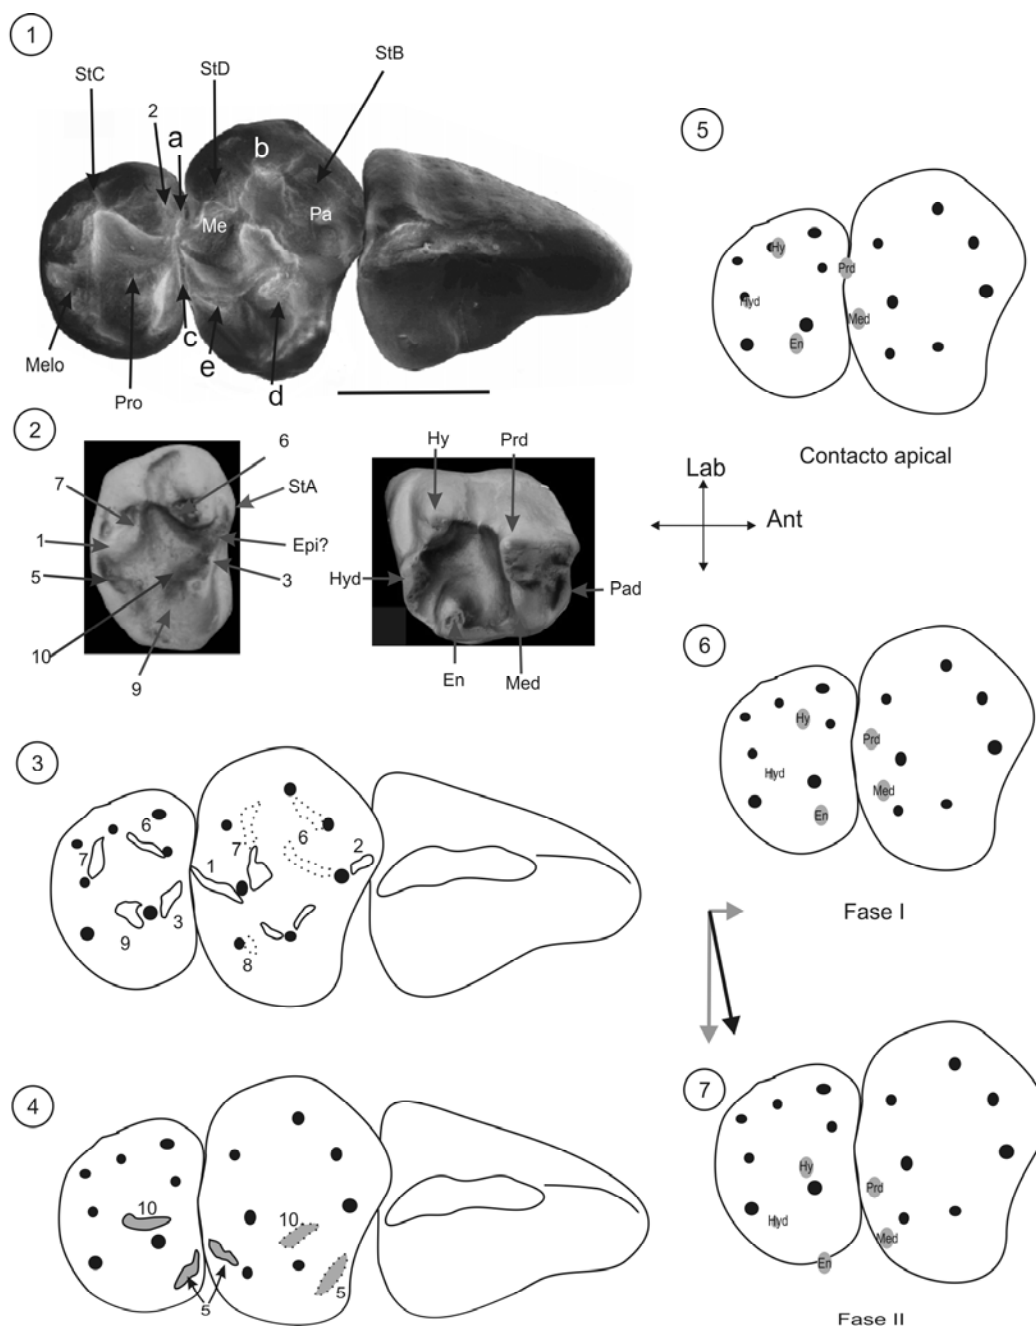 1
StC
StD
StB
2
a
b
Me
Pa
Melo
Pro
c
e
d
2
6
7
StA
1
Epi?
5
3
10
9
Hy
Prd
Hyd
Pad
En
Med
3
6
7
9
3
1
7
6
2
8
4
10
5
10
5
5
Hy
Prd
Hyd
Med
En
Contacto apical
Lab
Ant
6
Hy
Prd
Hyd
Med
En
Fase I
7
Hy
Prd
Hyd
Med
En
Fase II